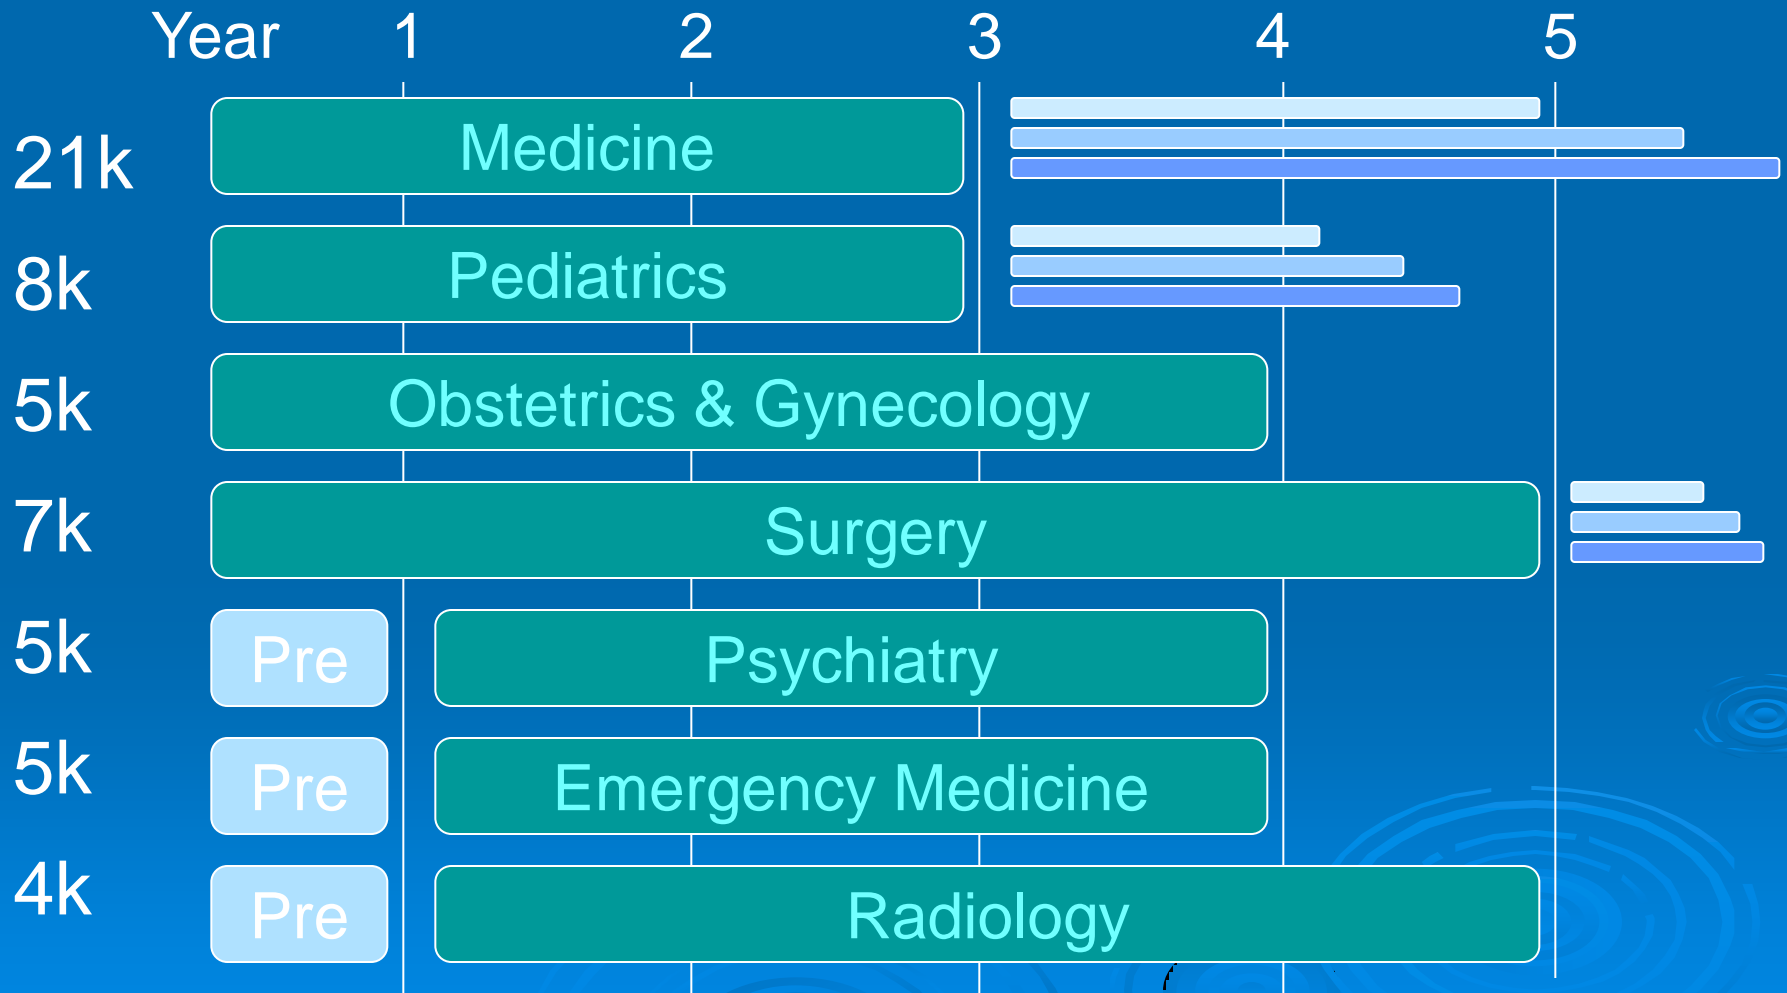 Year 1 2 3 4 5
21k Medicine
8k Pediatrics
5k Obstetrics & Gynecology
7k Surgery
5k Pre Psychiatry
5k Pre Emergency Medicine
4k Pre Radiology